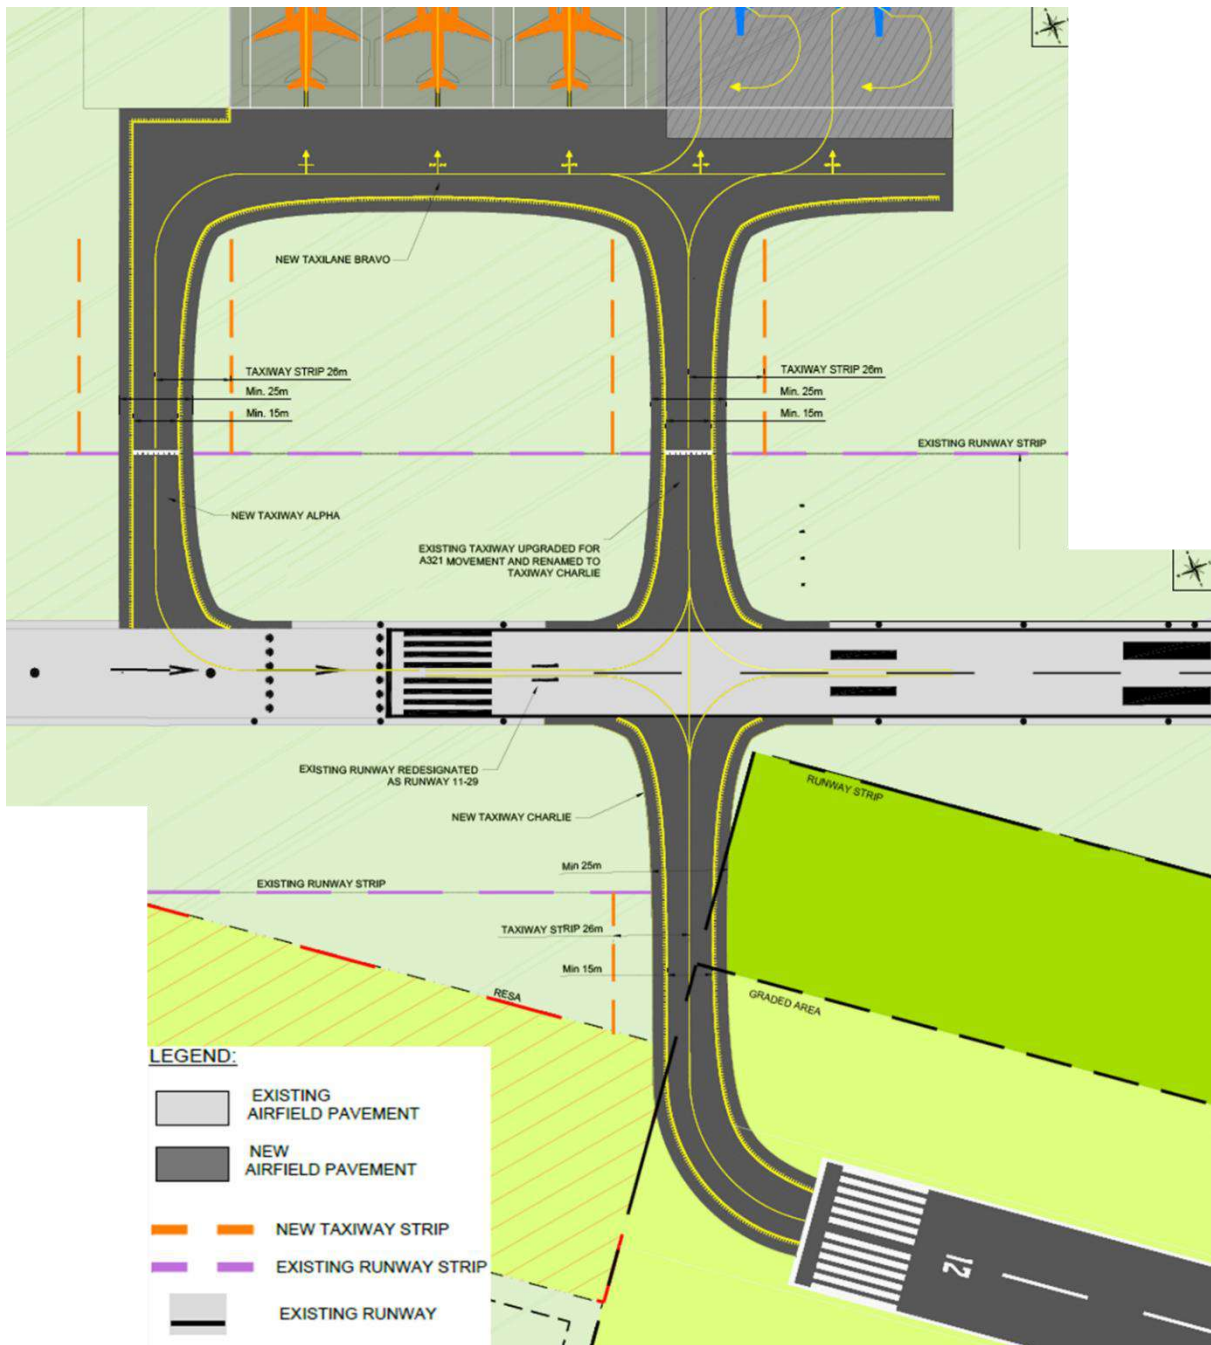 NEW TAXILANE BRAVO
TAXIWAY STRIP 26m
Min. 25m
Min. 15m
TAXIWAY STRIP 26m
Min. 25m
Min. 15m
EXISTING RUNWAY STRIP
NEW TAXIWAY ALPHA
EXISTING TAXIWAY UPGRADED FOR
A321 MOVEMENT AND RENAMED TO
TAXIWAY CHARLIE
EXISTING RUNWAY REDESIGNATED
AS RUNWAY 11-29
NEW TAXIWAY CHARLIE
RUNWAY STRIP
Min 25m
EXISTING RUNWAY STRIP
TAXIWAY STRIP 26m
Min 15m
RESA
GRADED AREA
LEGEND:
EXISTING
AIRFIELD PAVEMENT
NEW
AIRFIELD PAVEMENT
NEW TAXIWAY STRIP
EXISTING RUNWAY STRIP
EXISTING RUNWAY
12